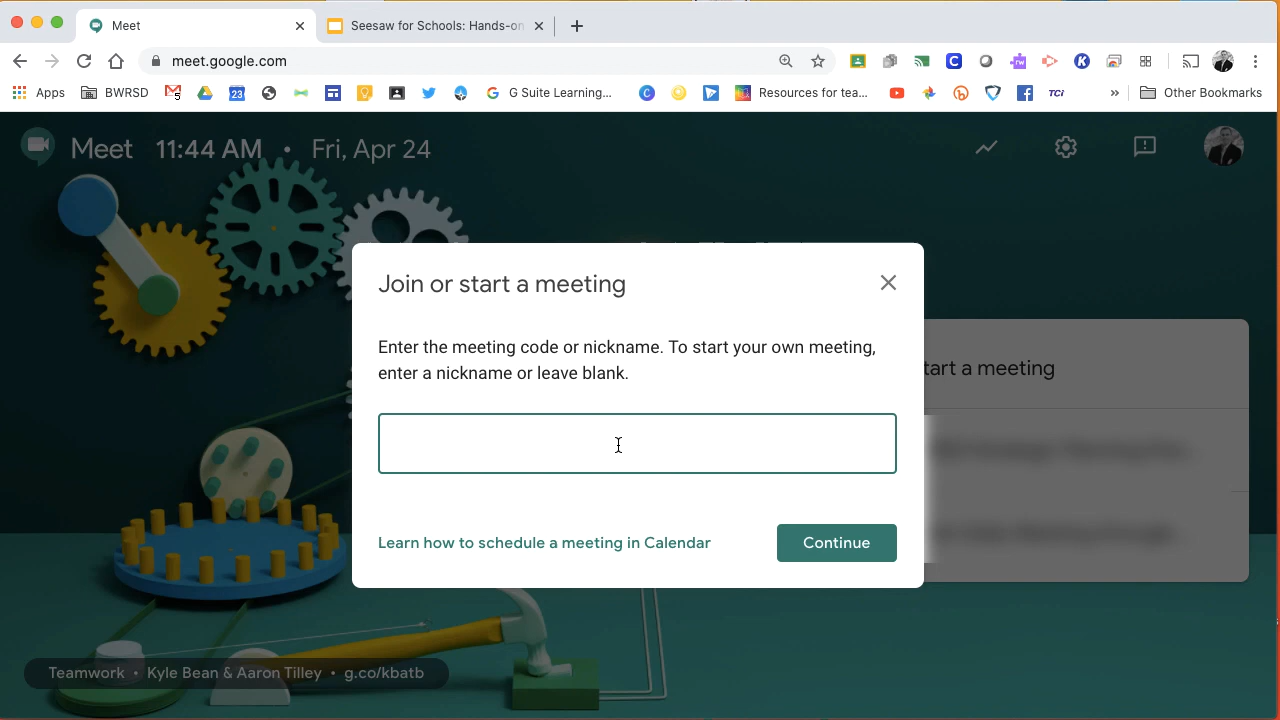 Meet
Seesaw for Schools: Hands-on
meet.google.com
Apps
BWRSD
23
G Suite Learning...
Resources for tea...
TCi
»
Other Bookmarks
Meet 11:44 AM • Fri, Apr 24
Join or start a meeting
Enter the meeting code or nickname. To start your own meeting,
enter a nickname or leave blank.
tart a meeting
Learn how to schedule a meeting in Calendar
Continue
Teamwork • Kyle Bean & Aaron Tilley • g.co/kbatb